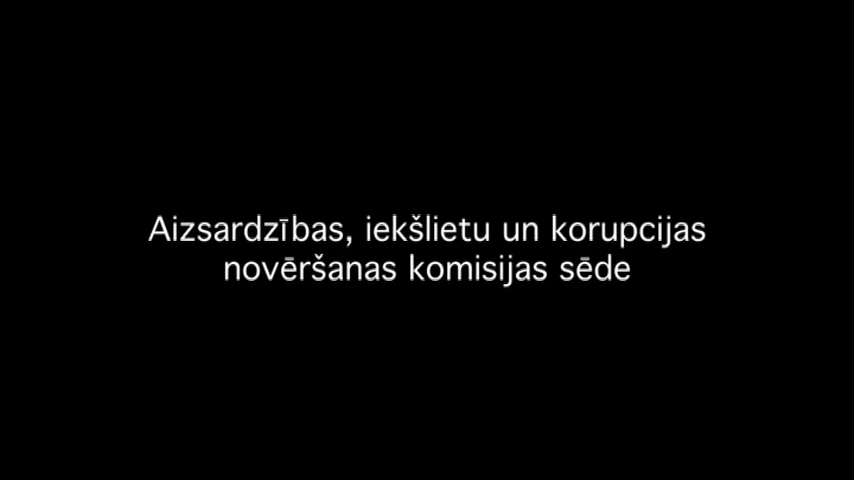 Aizsardzības, iekšlietu un korupcijas
novēršanas komisijas sēde